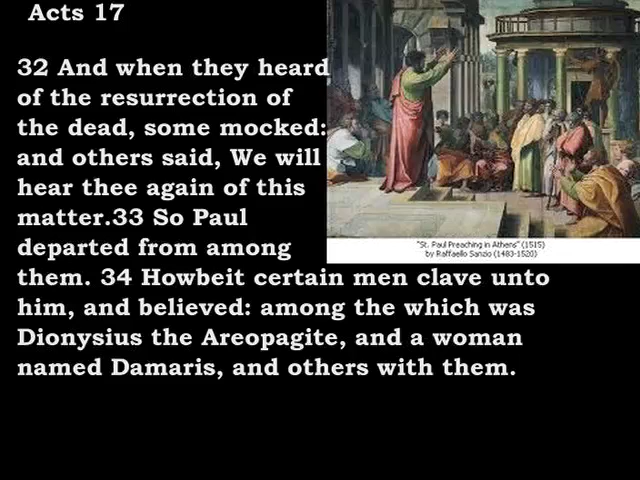 Acts 17
32 And when they heard
of the resurrection of
the dead, some mocked:
and others said, We will
hear thee again of this
matter.33 So Paul
departed from among
them. 34 Howbeit certain men clave unto
him, and believed: among the which was
Dionysius the Areopagite, and a woman
named Damaris, and others with them.
"St. Paul Preaching in Athens" (1515)
by Raffaello Sanzio (1483-1520)